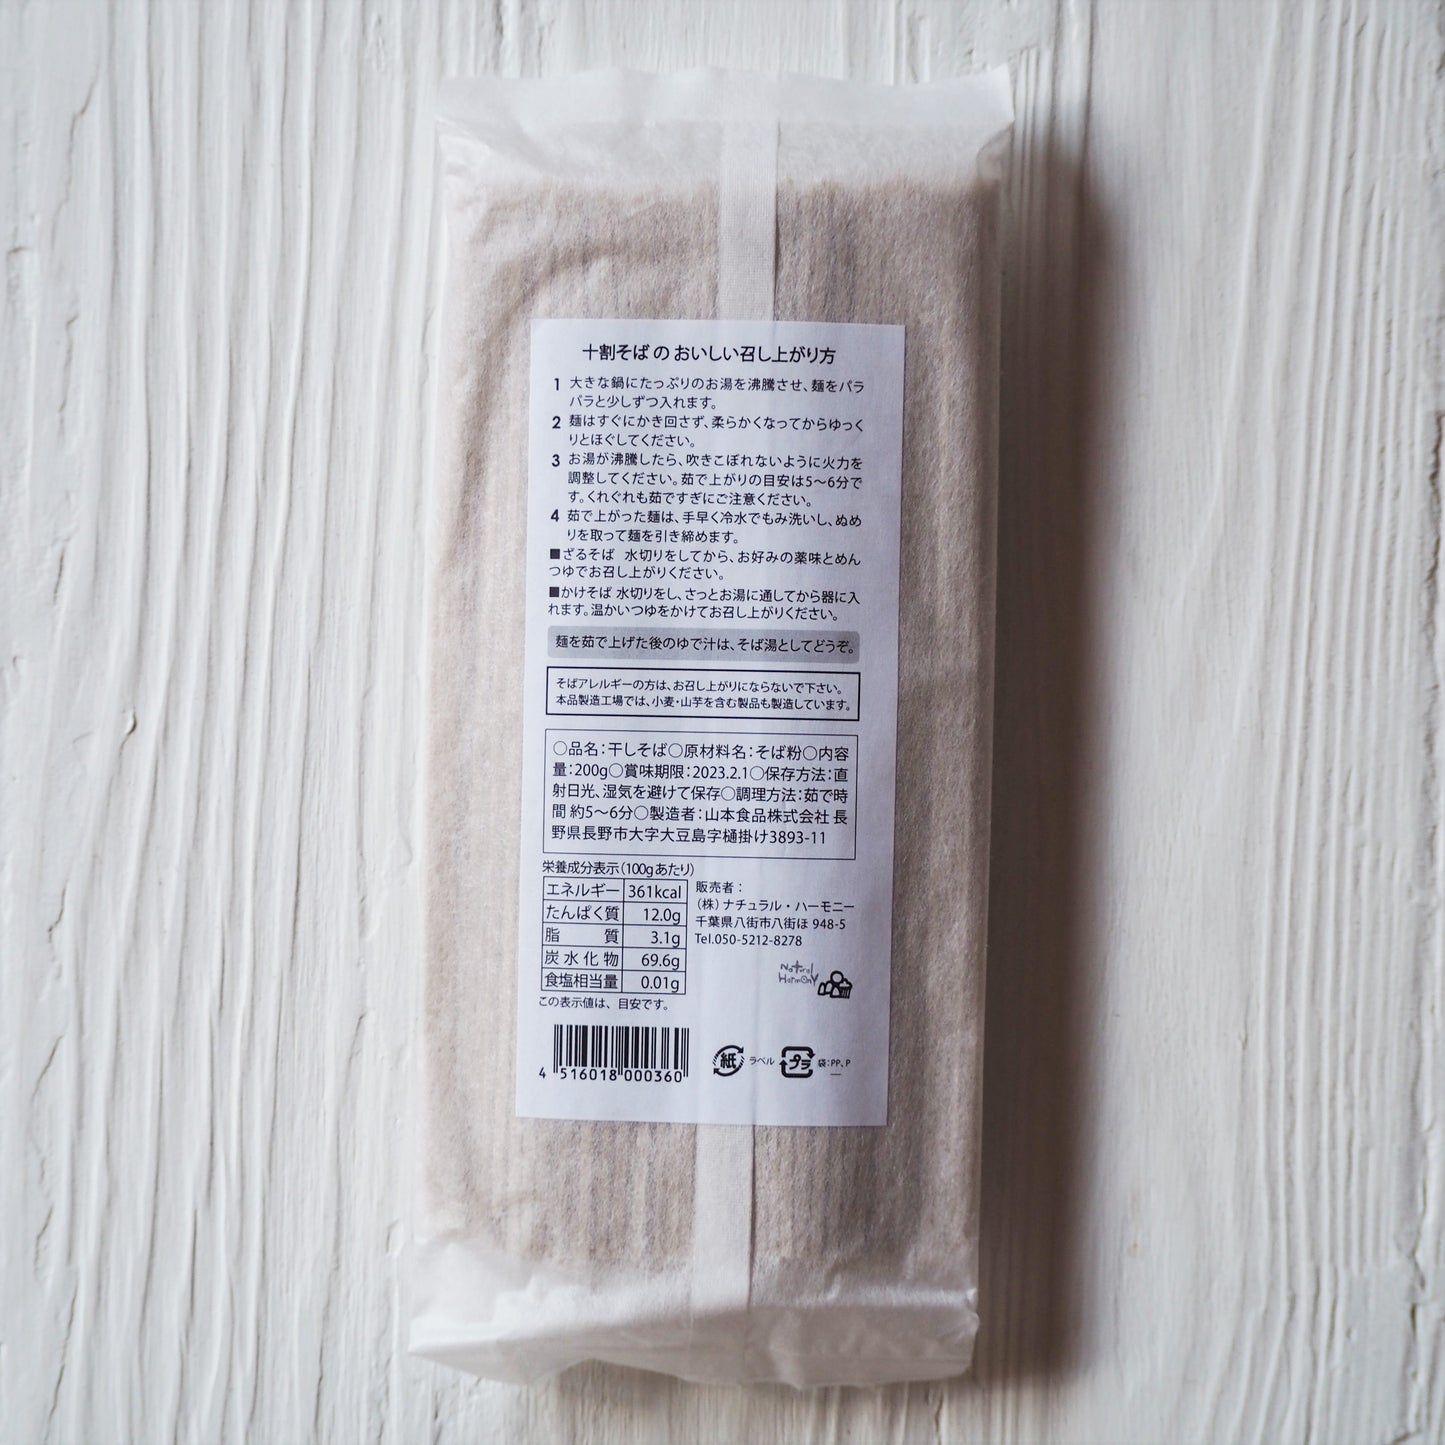 十割そば の おいしい召し上がり方
1 大きな鍋にたっぷりのお湯を沸騰させ、麺をパラ
パラと少しずつ入れます。
2 麺はすぐにかき回さず、柔らかくなってからゆっく
りとほぐしてください。
3 お湯が沸騰したら、吹きこぼれないように火力を
調整してください。茹で上がりの目安は5〜6分で
す。くれぐれも茹ですぎにご注意ください。
4 茹で上がった麺は、手早く冷水でもみ洗いし、ぬめ
りを取って麺を引き締めます。
■ざるそば 水切りをしてから、お好みの薬味とめん
つゆでお召し上がりください。
■かけそば 水切りをし、さっとお湯に通してから器に入
れます。温かいつゆをかけてお召し上がりください。
麺を茹で上げた後のゆで汁は、そば湯としてどうぞ。
そばアレルギーの方は、お召し上がりにならないで下さい。
本品製造工場では、小麦・山芋を含む製品も製造しています。
○品名：干しそば○原材料名：そば粉○内容
量：200g○賞味期限：2023.2.1○保存方法：直
射日光、湿気を避けて保存○調理方法：茹で時
間 約5〜6分○製造者：山本食品株式会社 長
野県長野市大字大豆島字樋掛け3893-11
栄養成分表示（100gあたり）
エネルギー 361kcal
たんぱく質 12.0g
脂 質 3.1g
炭水化物 69.6g
食塩相当量 0.01g
この表示値は、目安です。
販売者：
（株）ナチュラル・ハーモニー
千葉県八街市八街ほ 948-5
Tel.050-5212-8278
Natural
Harmony
4 516018 000360
紙 ラベル プラ 袋：PP、P